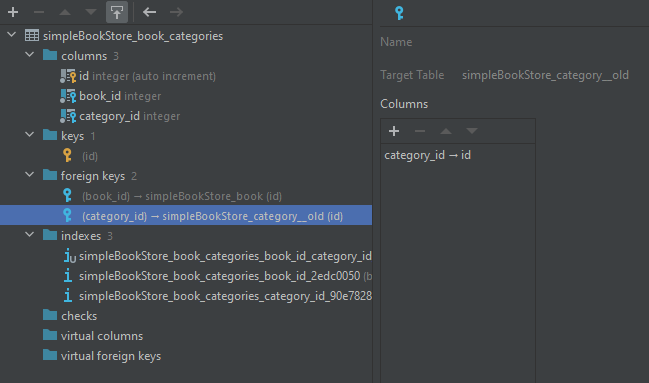 simpleBookStore_book_categories
columns 3
id integer (auto increment)
book_id integer
category_id integer
keys 1
(id)
foreign keys 2
(book_id) → simpleBookStore_book (id)
(category_id) → simpleBookStore_category__old (id)
indexes 3
simpleBookStore_book_categories_book_id_category_id
simpleBookStore_book_categories_book_id_2edc0050 (b
simpleBookStore_book_categories_category_id_90e7828
checks
virtual columns
virtual foreign keys
Name
Target Table simpleBookStore_category__old
Columns
category_id → id